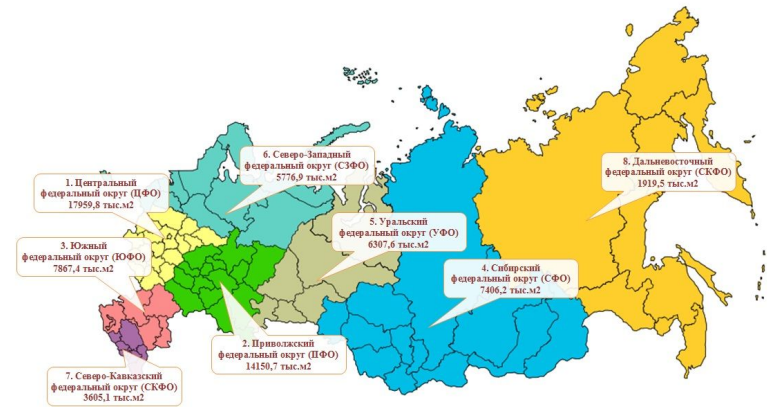 6. Северо-Западный
федеральный округ (СЗФО)
5776,9 тыс.м2
8. Дальневосточный
федеральный округ (СКФО)
1919,5 тыс.м2
1. Центральный
федеральный округ (ЦФО)
17959,8 тыс.м2
5. Уральский
федеральный округ (УФО)
6307,6 тыс.м2
3. Южный
федеральный округ (ЮФО)
7867,4 тыс.м2
4. Сибирский
федеральный округ (СФО)
7406,2 тыс.м2
2. Приволжский
федеральный округ (ПФО)
14150,7 тыс.м2
7. Северо-Кавказский
федеральный округ (СКФО)
3605,1 тыс.м2